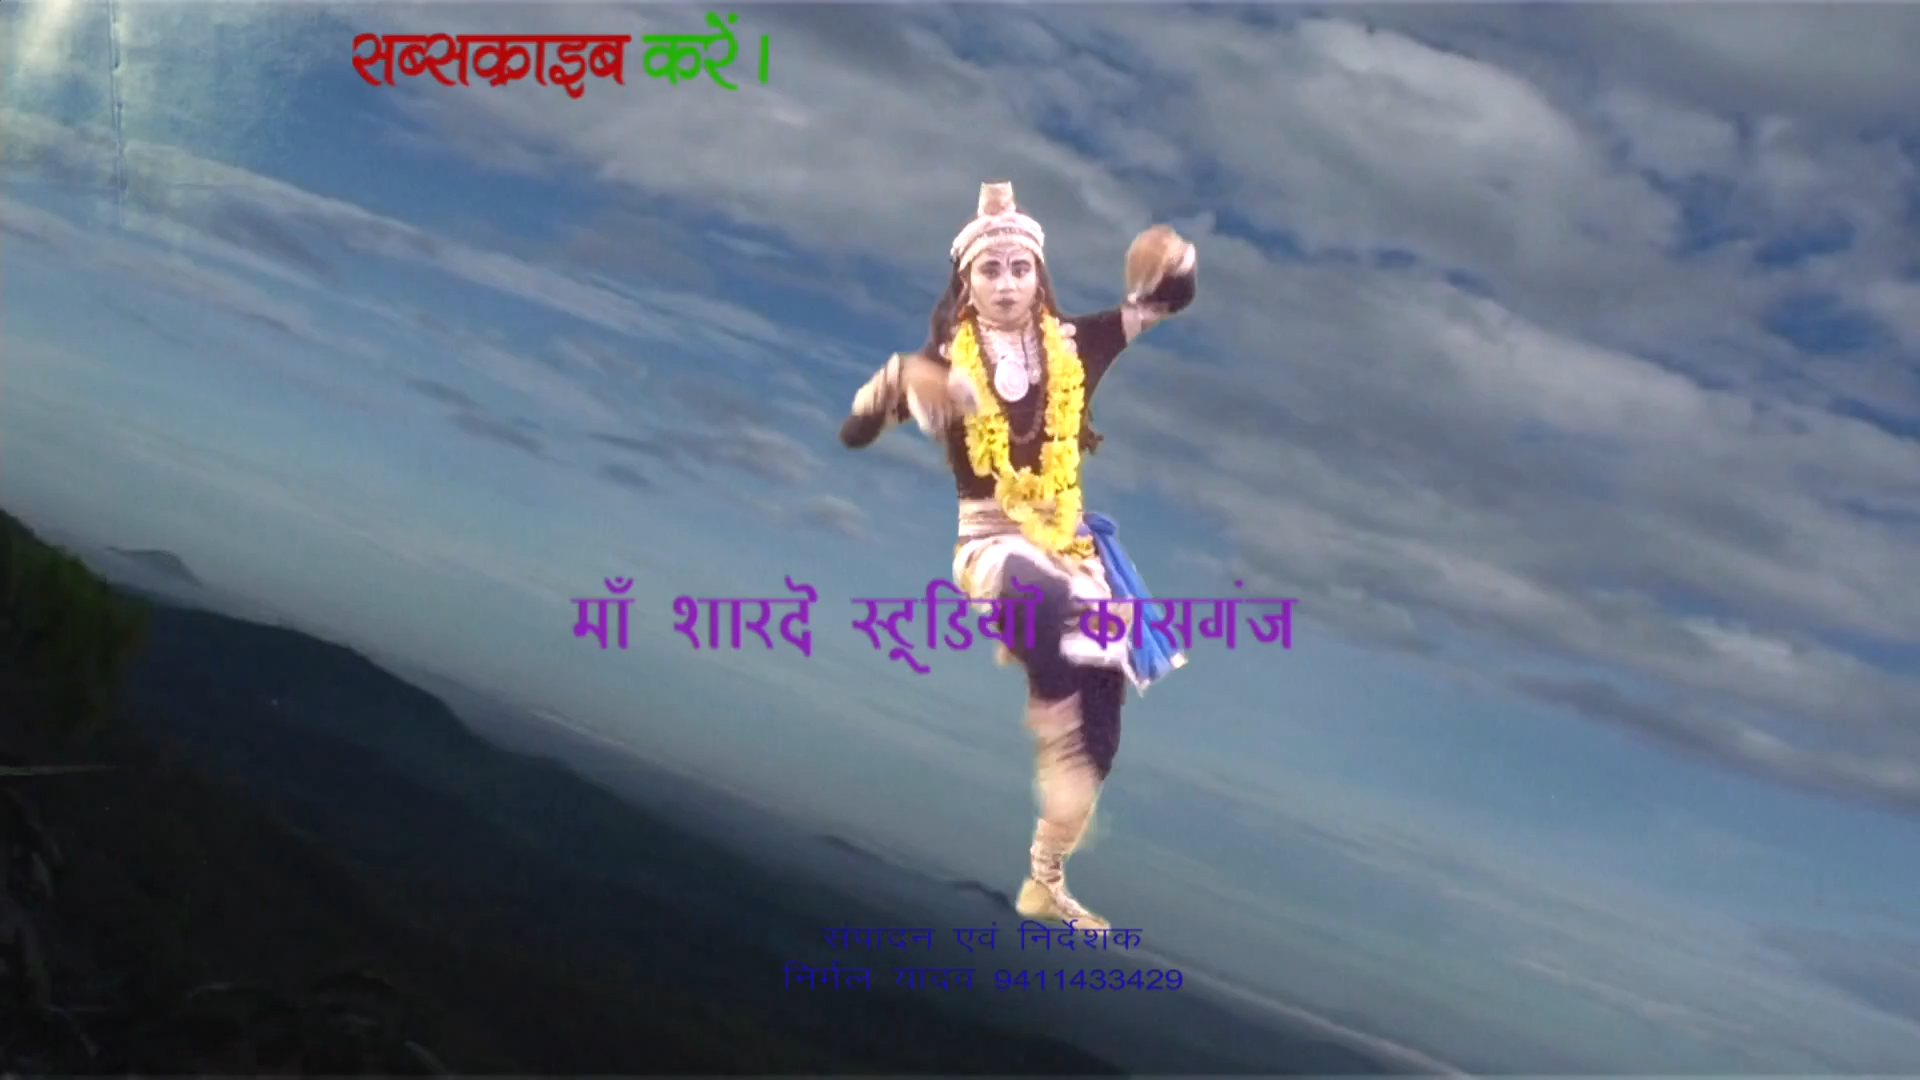 सब्सक्राइब करें।
माँ शारदे स्टूडियो कासगंज
संपादन एवं निर्देशक
निर्मल यादव 9411433429